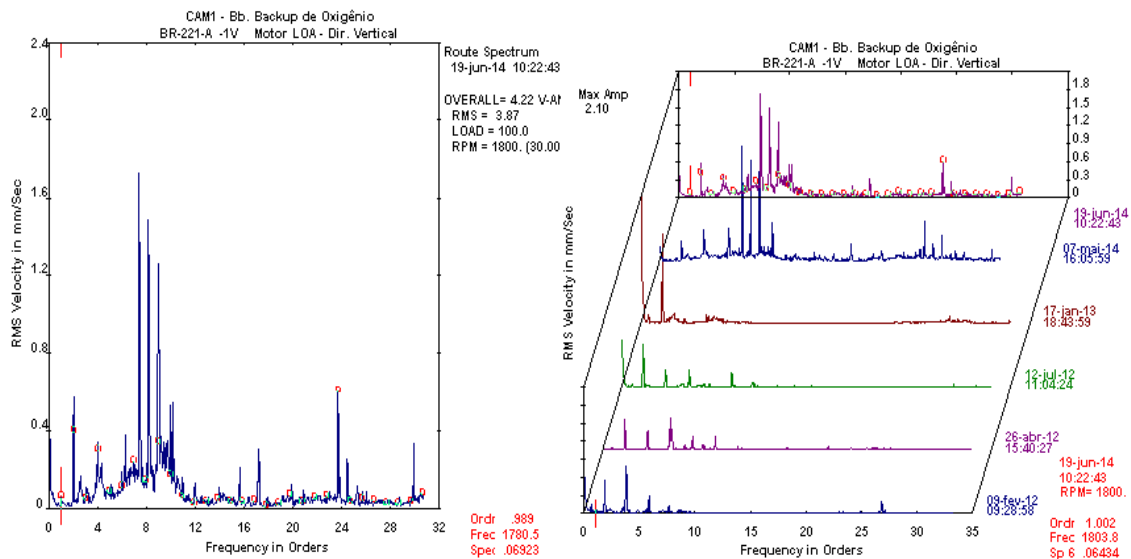 CAM1 - Bb. Backup de Oxigênio
BR-221-A -1V Motor LOA - Dir. Vertical
Route Spectrum
19-jun-14 10:22:43
OVERALL= 4.22 V-AN
RMS = 3.87
LOAD = 100.0
RPM = 1800. (30.00
RMS Velocity in mm/Sec
2.4
2.0
1.6
1.2
0.8
0.4
0
0 4 8 12 16 20 24 28 32
Frequency in Orders
Ordr .989
Frec 1780.5
Spec .06923
CAM1 - Bb. Backup de Oxigênio
BR-221-A -1V Motor LOA - Dir. Vertical
Max Amp
2.10
1.8
1.5
1.2
0.9
0.6
0.3
0
RMS Velocity in mm/Sec
19-jun-14
10:22:43
07-mai-14
16:05:59
17-jan-13
18:43:59
12-jul-12
11:04:24
26-abr-12
15:40:27
09-fev-12
09:28:58
0 5 10 15 20 25 30 35
Frequency in Orders
19-jun-14
10:22:43
RPM= 1800.
Ordr 1.002
Frec 1803.8
Sp 6 .06434